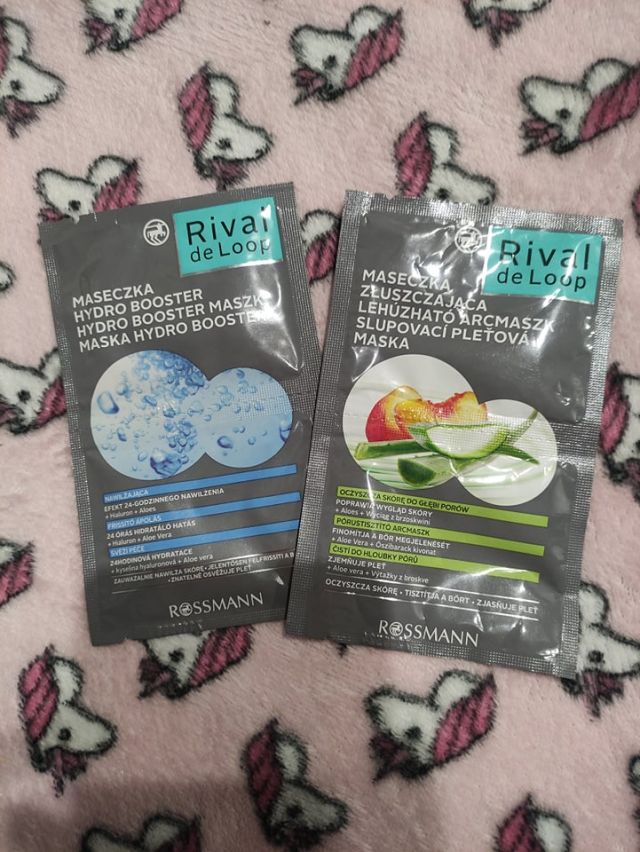 Rival
de Loop
MASECZKA
HYDRO BOOSTER
HYDRO BOOSTER MASZK
MASKA HYDRO BOOSTER
NAWILŻAJĄCA
EFEKT 24-GODZINNEGO NAWILŻENIA
+ Hialuron + Aloes
FRISSÍTŐ ÁPOLÁS
24 ÓRÁS HIDRATÁLÓ HATÁS
+ Hialuron + Aloe Vera
SVĚŽÍ PÉČE
24HODINOVÁ HYDRATACE
+ kyselina hyaluronová + Aloe vera
ZAUWAŻALNIE NAWILŻA SKÓRĘ • JELENTŐSEN FELFRISSÍTI A B
• ZNATELNĚ OSVĚŽUJE PLEŤ
ROSSMANN
Rival
de Loop
MASECZKA
ZŁUSZCZAJĄCA
LEHÚZHATÓ ARCMASZK
SLUPOVACÍ PLEŤOVÁ
MASKA
OCZYSZCZA SKÓRĘ DO GŁĘBI PORÓW
POPRAWIA WYGLĄD SKÓRY
+ Aloes + Wyciąg z brzoskwini
PÓRUSTISZTÍTÓ ARCMASZK
FINOMÍTJA A BŐR MEGJELENÉSÉT
+ Aloe Vera + Őszibarack kivonat
ČISTÍ DO HLOUBKY PÓRŮ
ZJEMŇUJE PLEŤ
+ Aloe vera + Výtažky z broskve
OCZYSZCZA SKÓRĘ • TISZTÍTJA A BŐRT • ZJASŇUJE PLEŤ
ROSSMANN